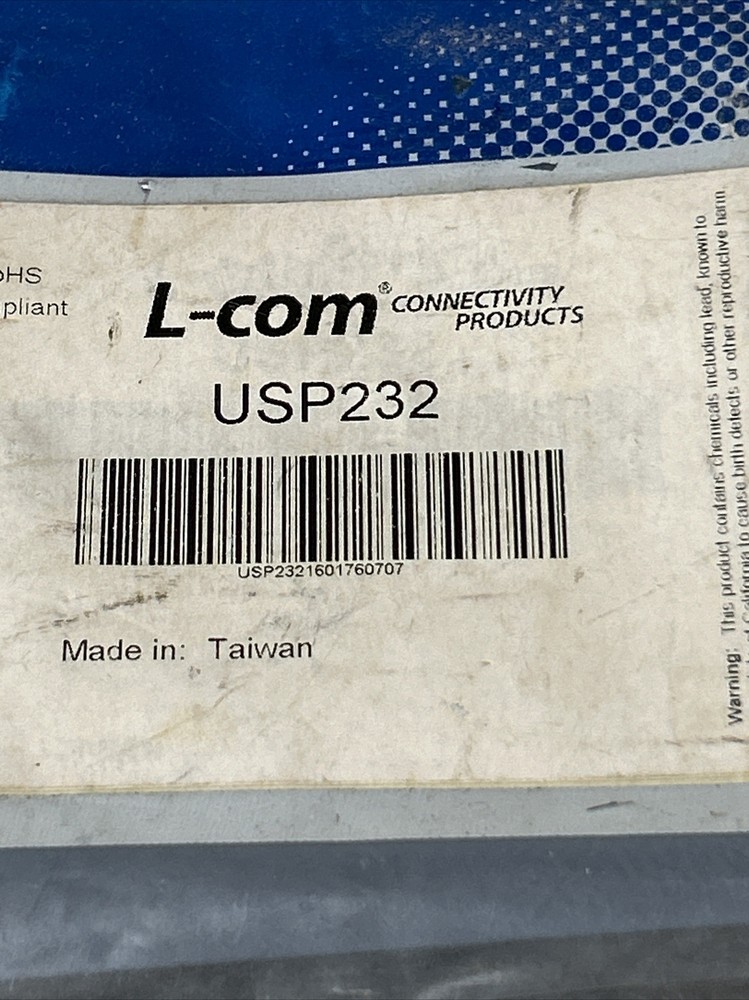 oHS
pliant
L-com® CONNECTIVITY
PRODUCTS
USP232
USP2321601760707
Made in: Taiwan
Warning: This product contains chemicals including lead, known to
California to cause birth defects or other reproductive harm